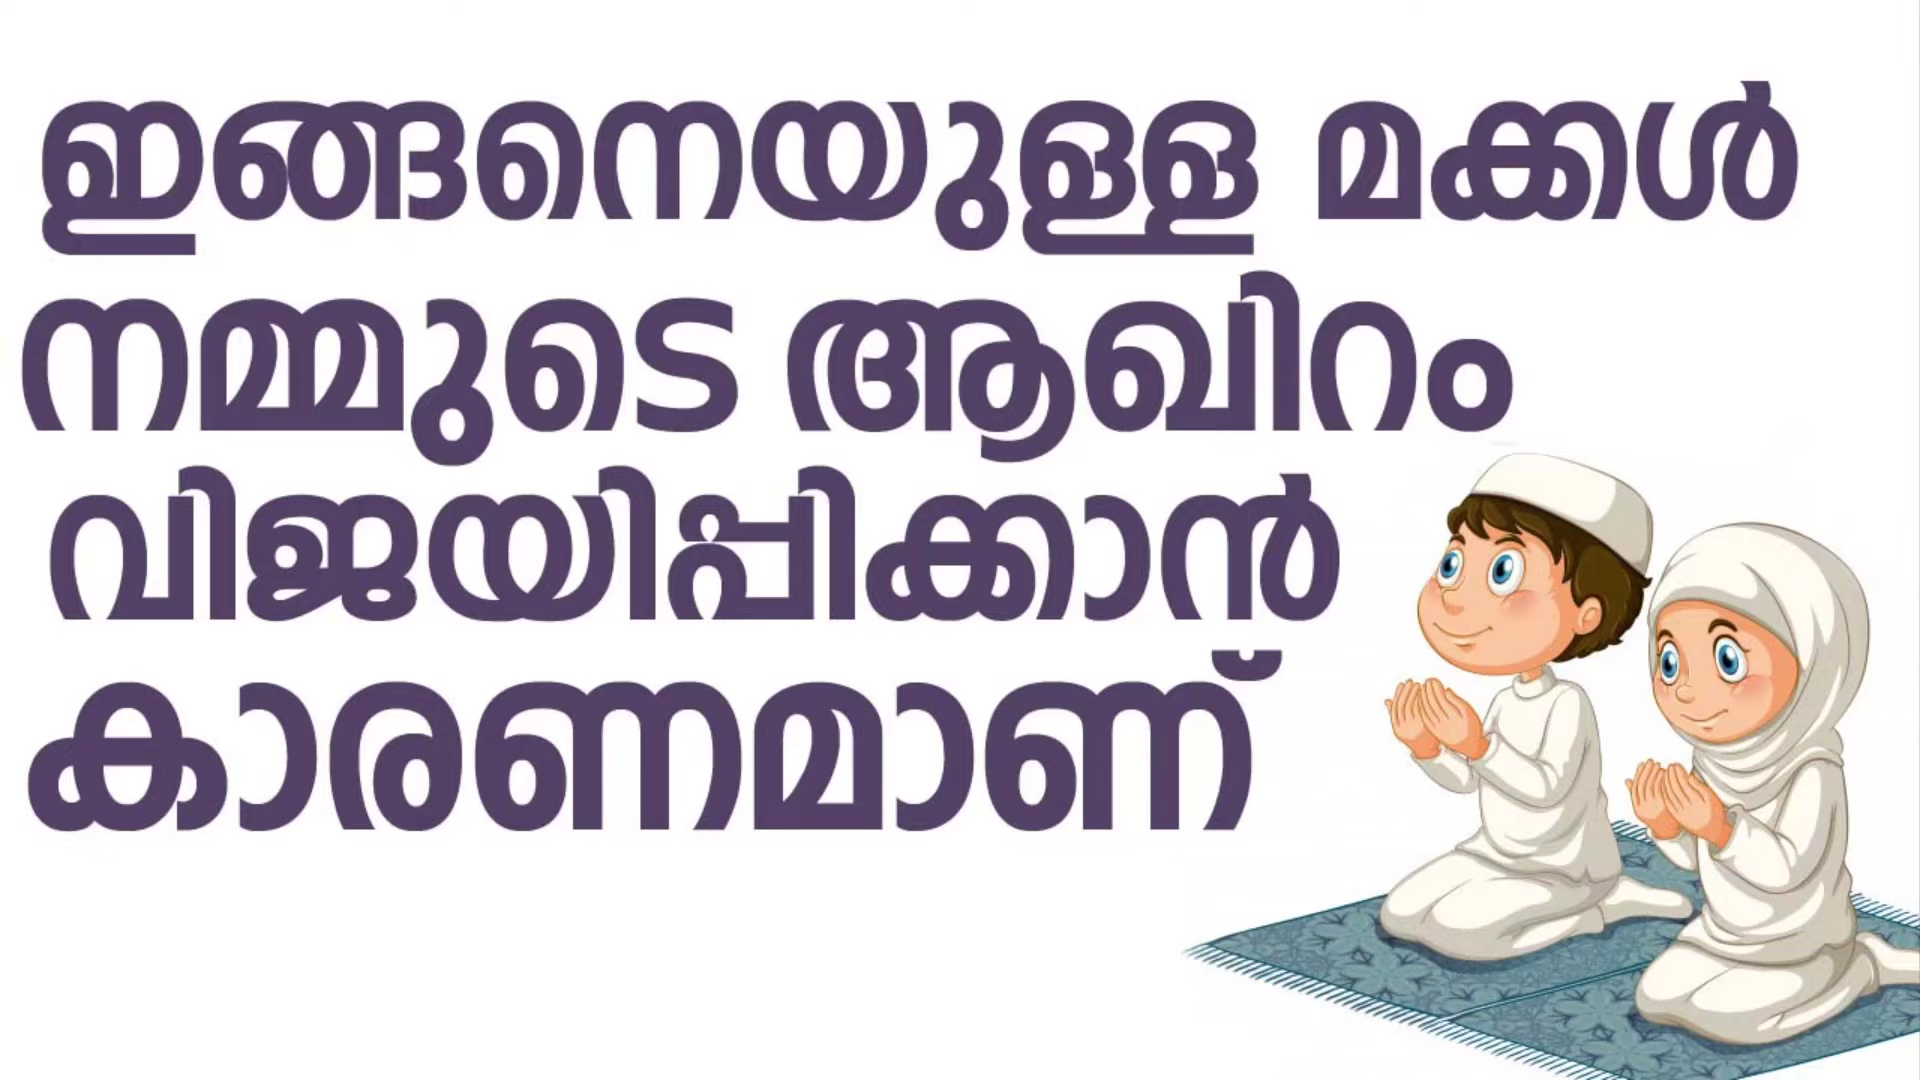 ഇങ്ങനെയുള്ള മക്കൾ
നമ്മുടെ ആഖിറം
വിജയിപ്പിക്കാൻ
കാരണമാണ്